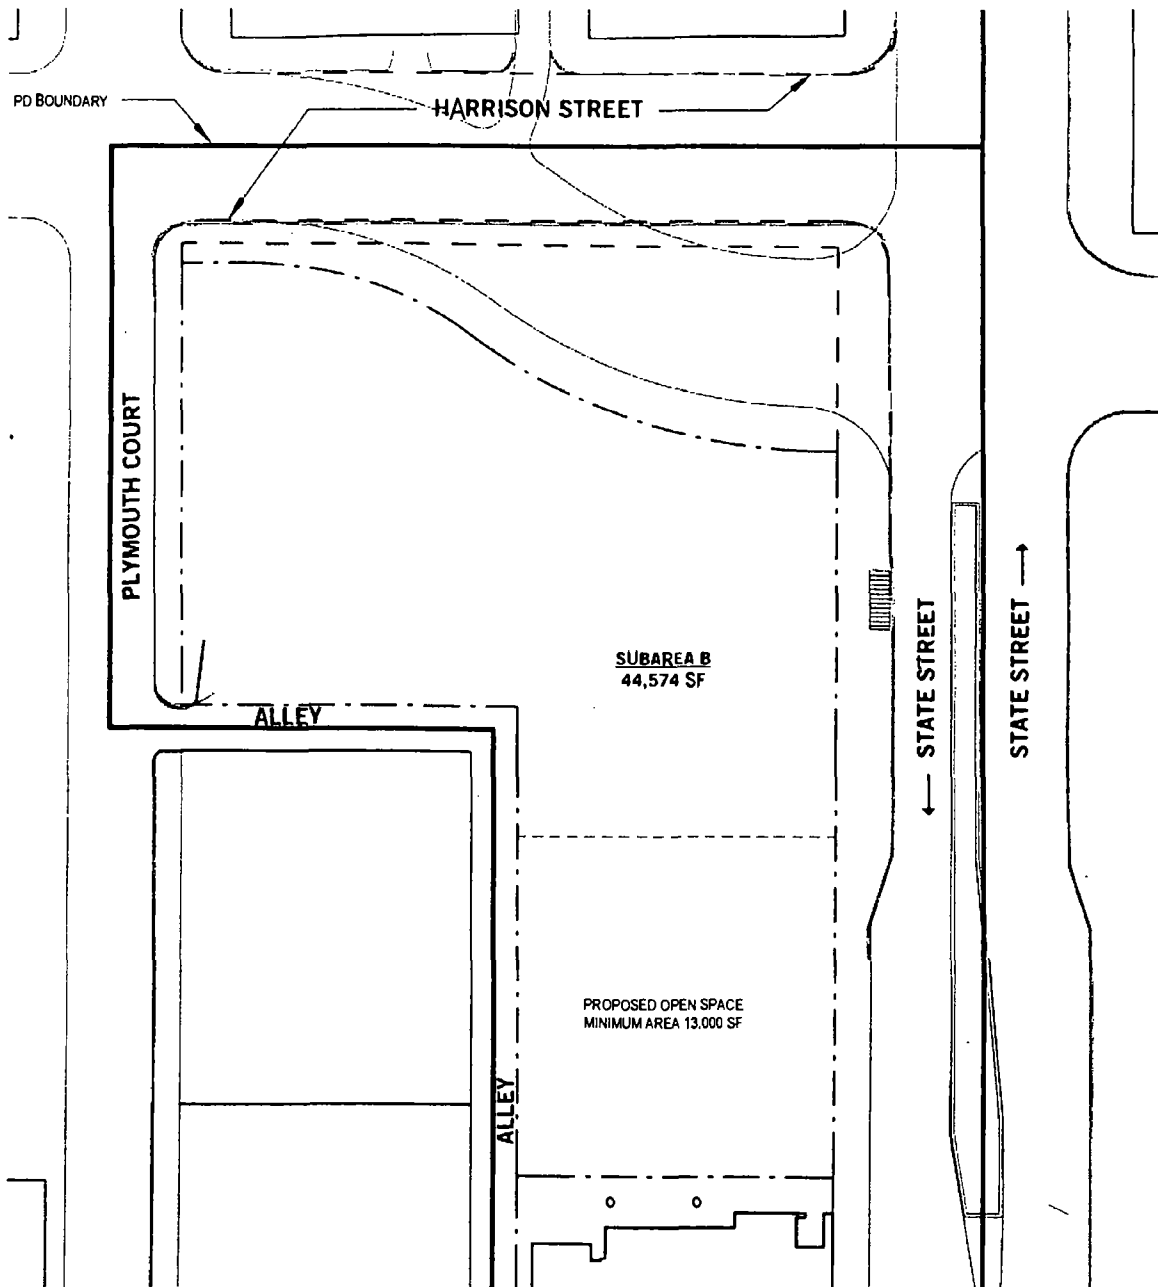 PD BOUNDARY
HARRISON STREET
PLYMOUTH COURT
SUBAREA B
44,574 SF
← STATE STREET
STATE STREET →
ALLEY
PROPOSED OPEN SPACE
MINIMUM AREA 13,000 SF
ALLEY